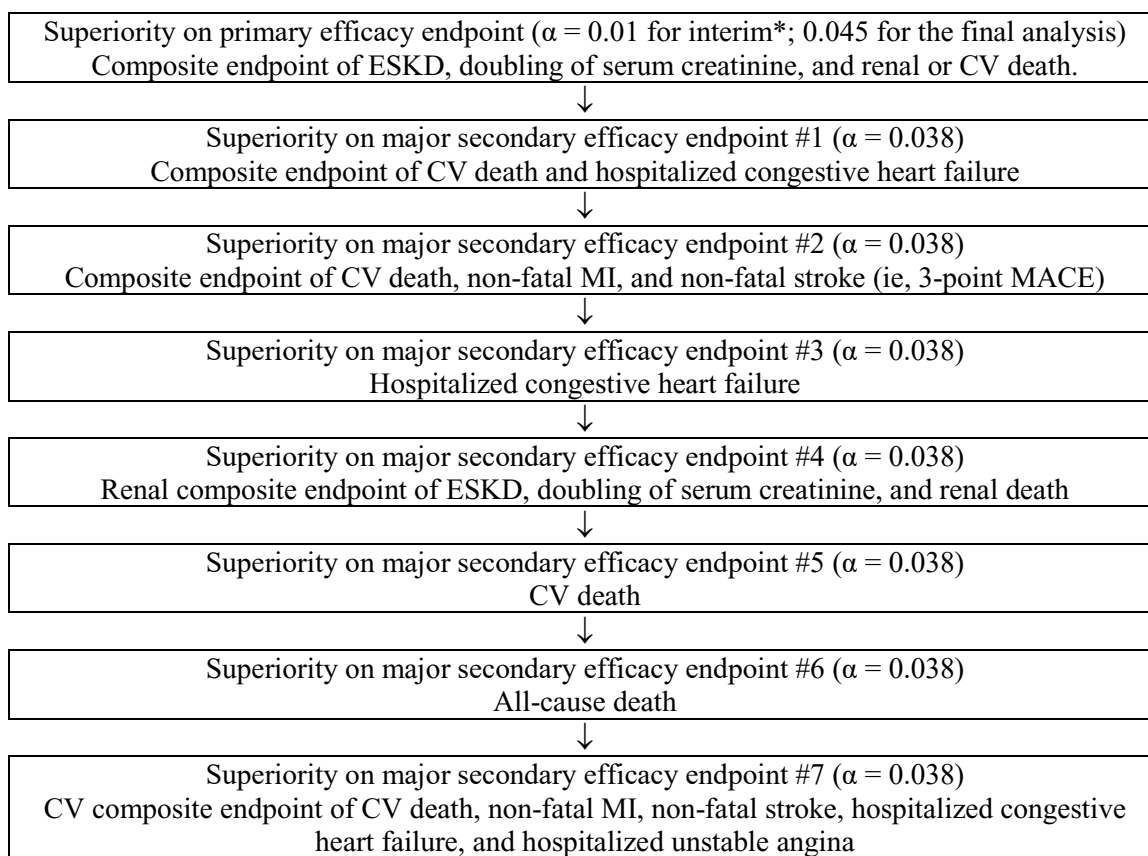 Superiority on primary efficacy endpoint (α = 0.01 for interim*; 0.045 for the final analysis)
Composite endpoint of ESKD, doubling of serum creatinine, and renal or CV death.
↓
Superiority on major secondary efficacy endpoint #1 (α = 0.038)
Composite endpoint of CV death and hospitalized congestive heart failure
↓
Superiority on major secondary efficacy endpoint #2 (α = 0.038)
Composite endpoint of CV death, non-fatal MI, and non-fatal stroke (ie, 3-point MACE)
↓
Superiority on major secondary efficacy endpoint #3 (α = 0.038)
Hospitalized congestive heart failure
↓
Superiority on major secondary efficacy endpoint #4 (α = 0.038)
Renal composite endpoint of ESKD, doubling of serum creatinine, and renal death
↓
Superiority on major secondary efficacy endpoint #5 (α = 0.038)
CV death
↓
Superiority on major secondary efficacy endpoint #6 (α = 0.038)
All-cause death
↓
Superiority on major secondary efficacy endpoint #7 (α = 0.038)
CV composite endpoint of CV death, non-fatal MI, non-fatal stroke, hospitalized congestive
heart failure, and hospitalized unstable angina